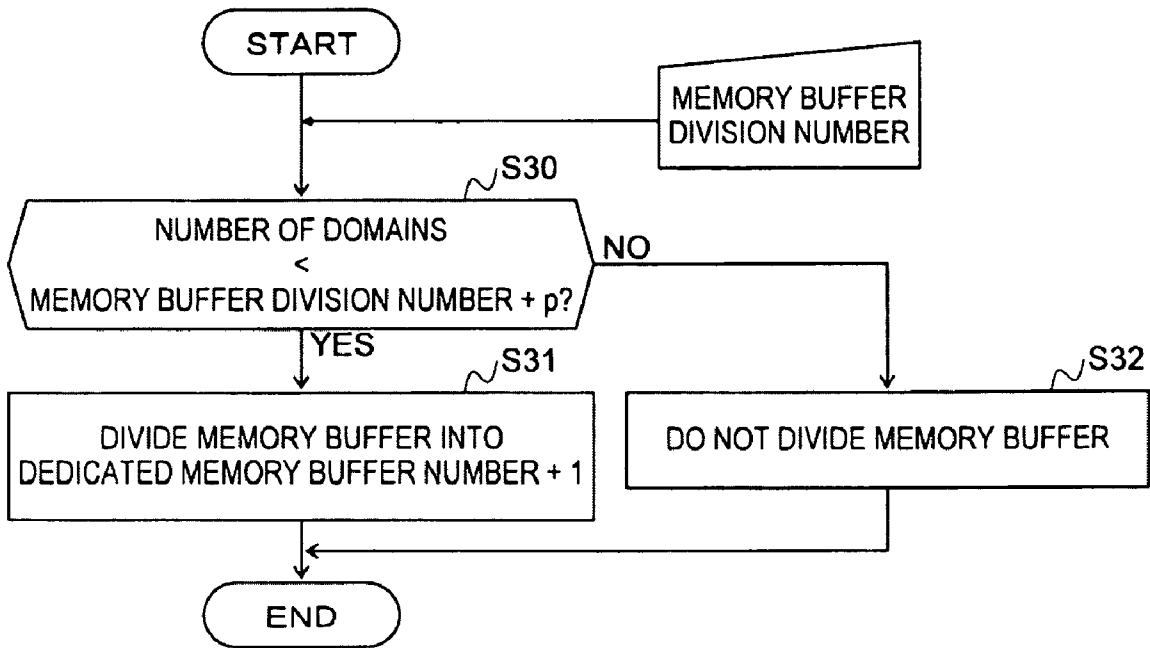 START
MEMORY BUFFER
DIVISION NUMBER
S30
NUMBER OF DOMAINS
<
MEMORY BUFFER DIVISION NUMBER + p?
NO
YES
S31
DIVIDE MEMORY BUFFER INTO
DEDICATED MEMORY BUFFER NUMBER + 1
S32
DO NOT DIVIDE MEMORY BUFFER
END